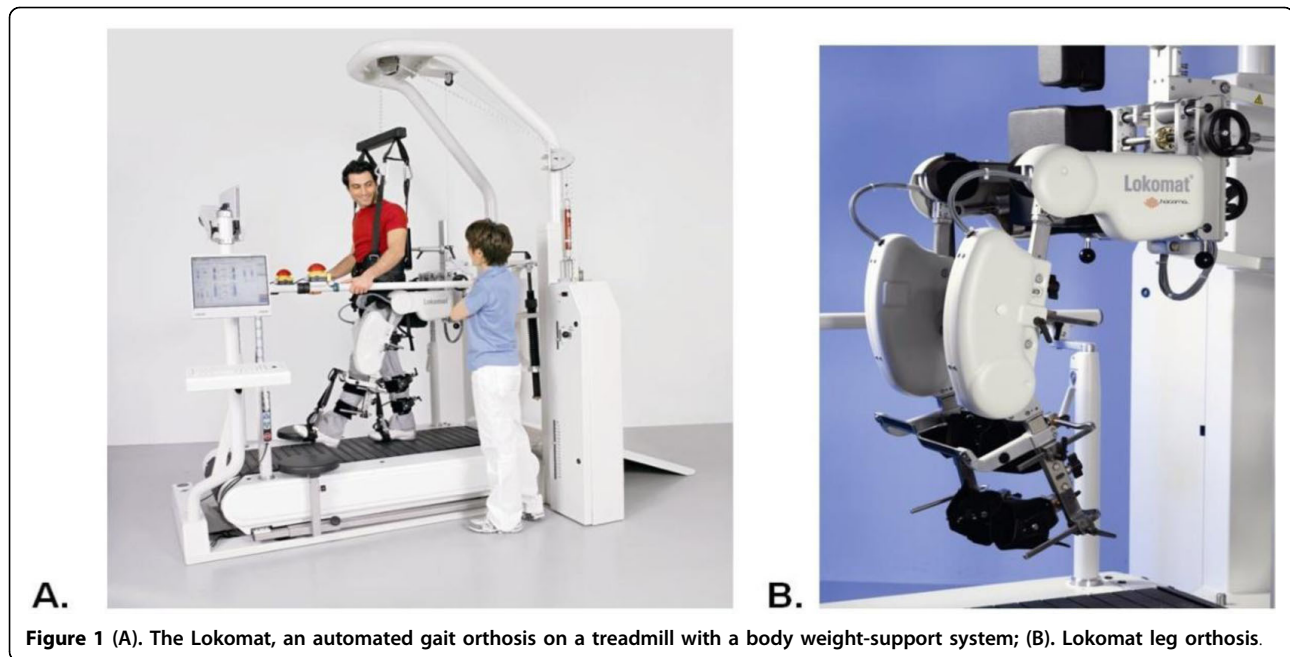 Lokomat
Lokomat®
hocoma
A.
B.
Figure 1 (A). The Lokomat, an automated gait orthosis on a treadmill with a body weight-support system; (B). Lokomat leg orthosis.